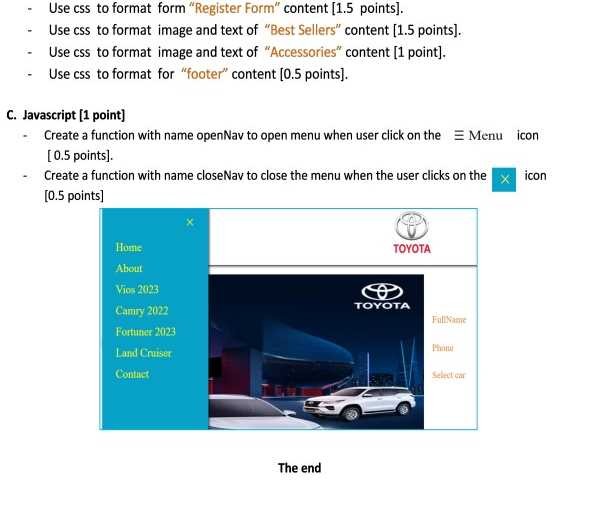 - Use css to format form “Register Form” content [1.5 points].
- Use css to format image and text of “Best Sellers” content [1.5 points].
- Use css to format image and text of “Accessories” content [1 point].
- Use css to format for “footer” content [0.5 points].
C. Javascript [1 point]
- Create a function with name openNav to open menu when user click on the ☰ Menu icon
[ 0.5 points].
- Create a function with name closeNav to close the menu when the user clicks on the × icon
[0.5 points]
×
Home
About
Vios 2023
Camry 2022
Fortuner 2023
Land Cruiser
Contact
TOYOTA
TOYOTA
FullName
Phone
Select car
The end